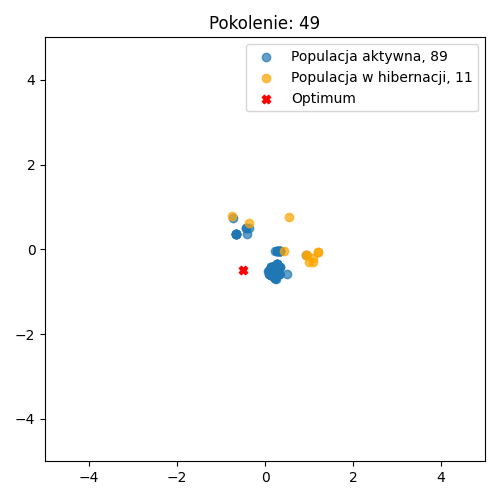 Pokolenie: 49
Populacja aktywna, 89
Populacja w hibernacji, 11
Optimum
4
2
0
−2
−4
−4
−2
0
2
4